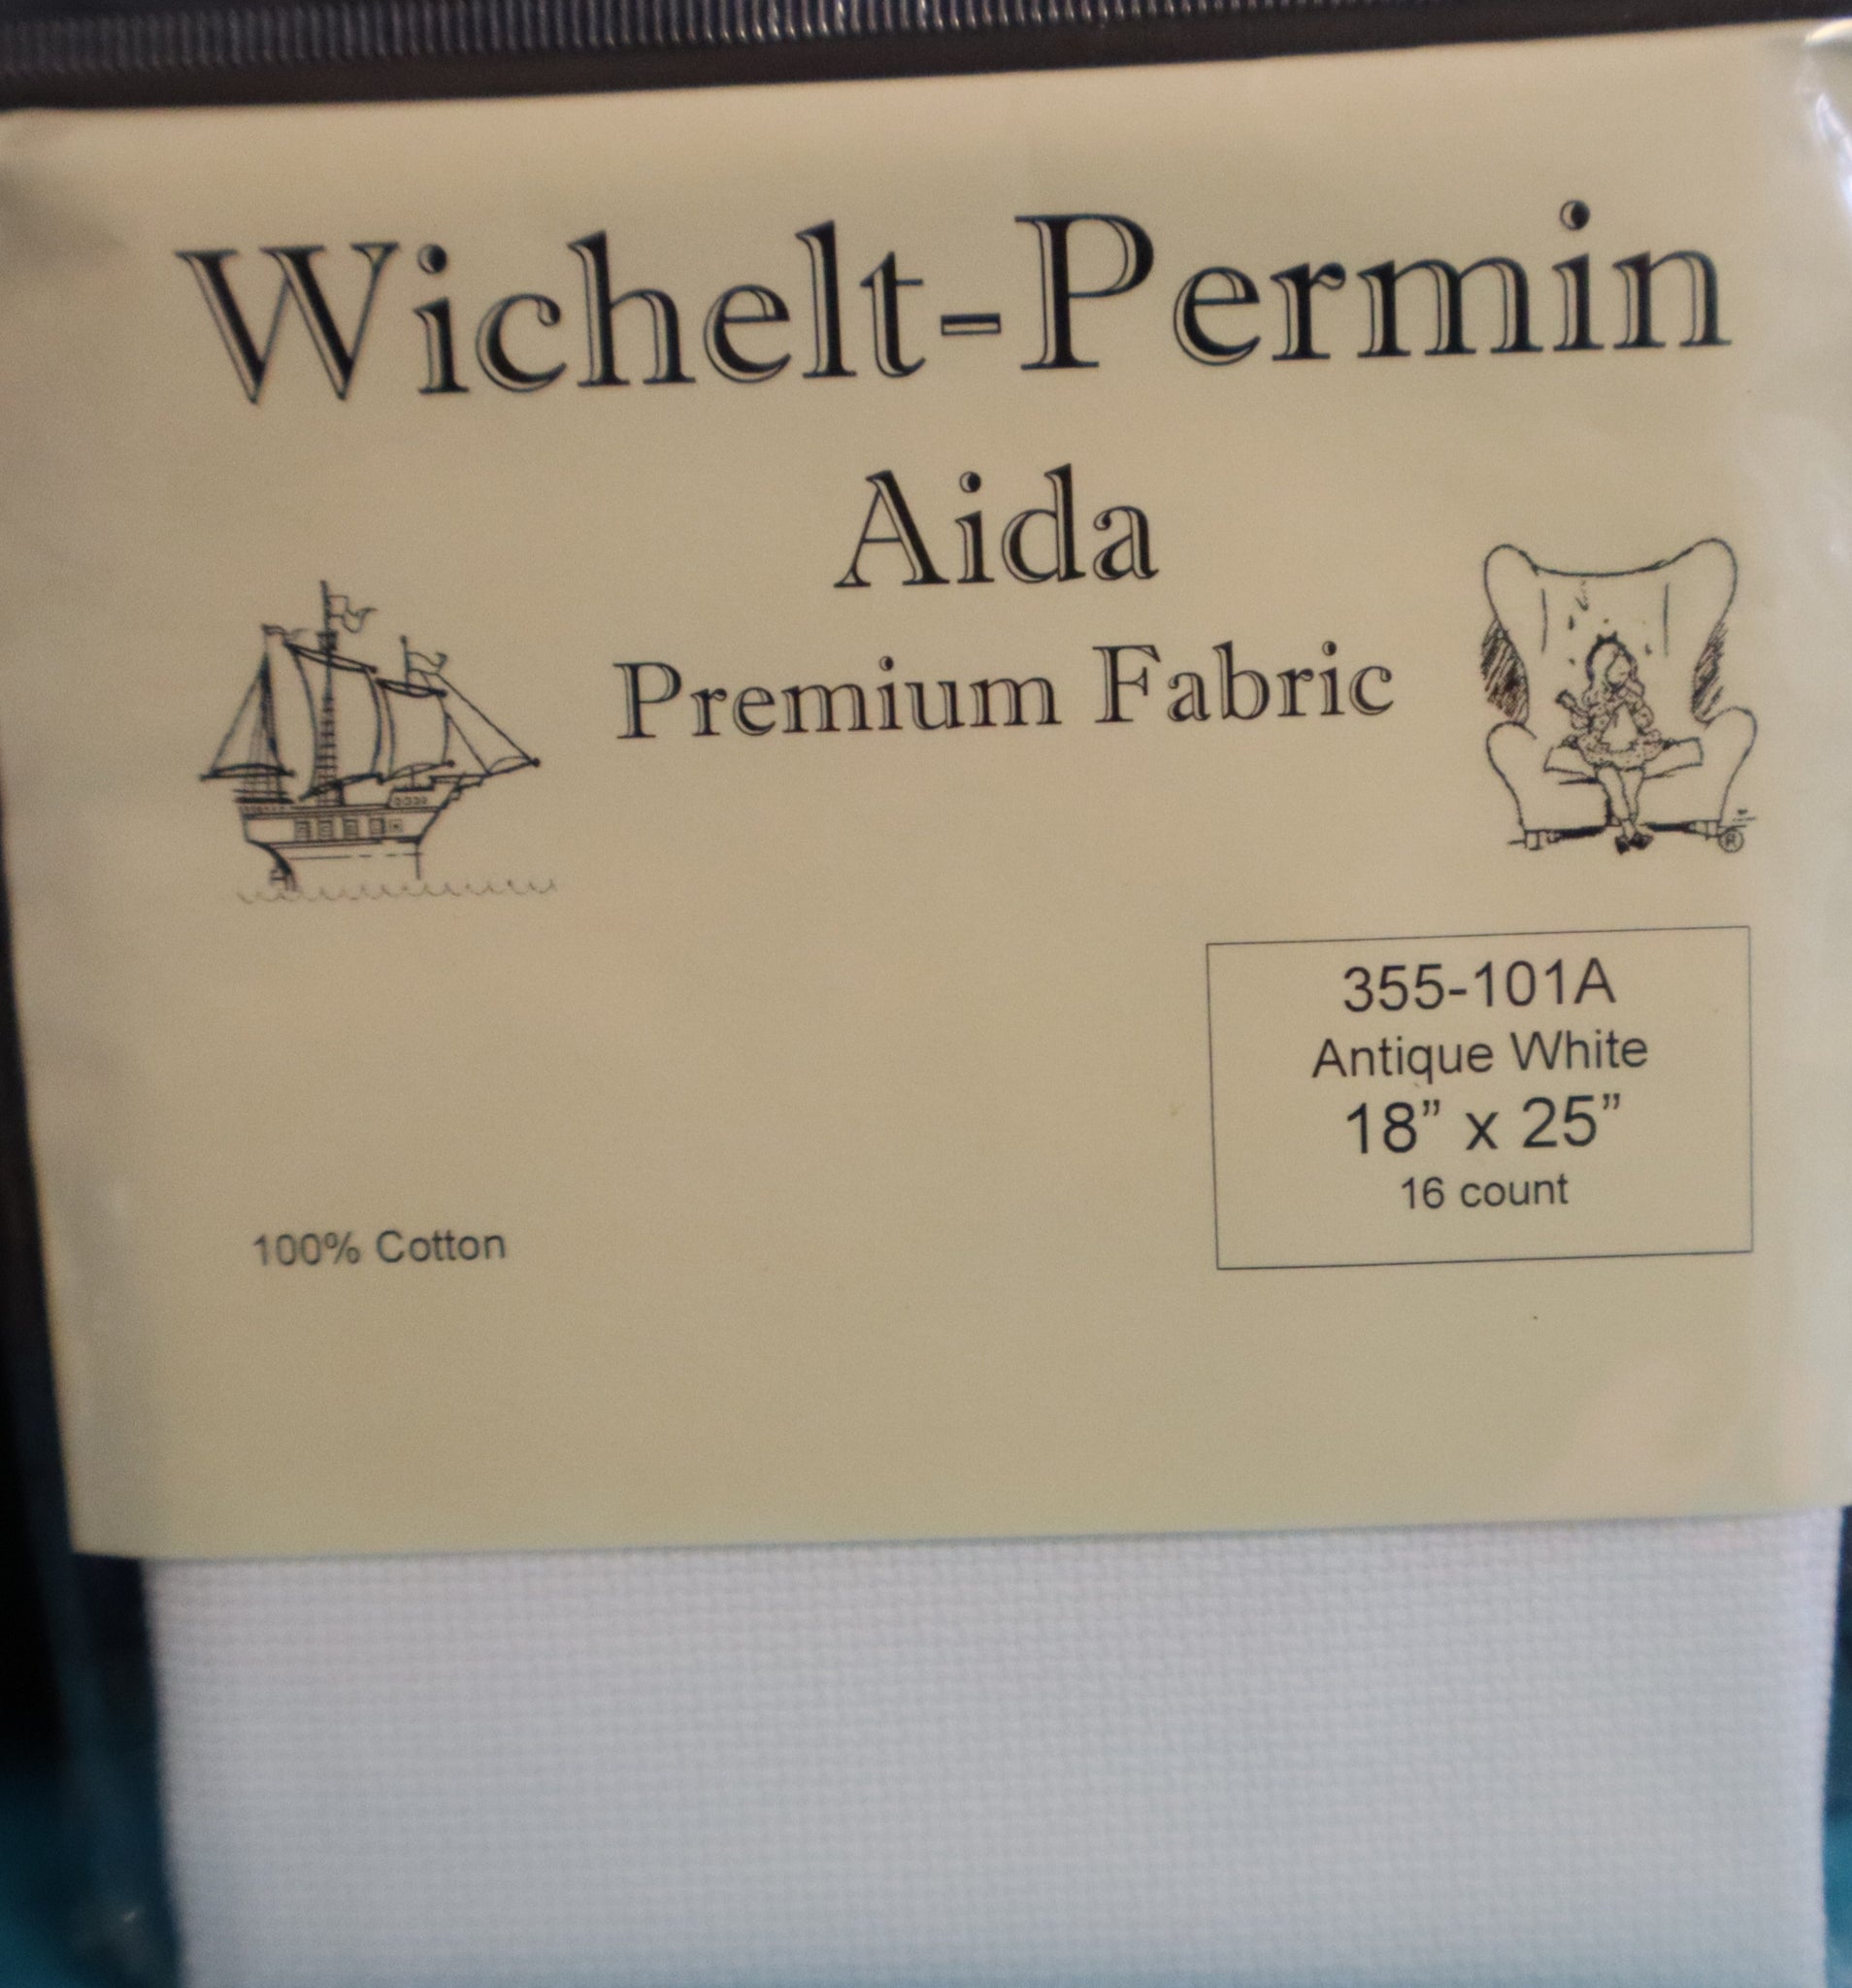 Wichelt-Permin
Aida
Premium Fabric
®
355-101A
Antique White
18” x 25”
16 count
100% Cotton